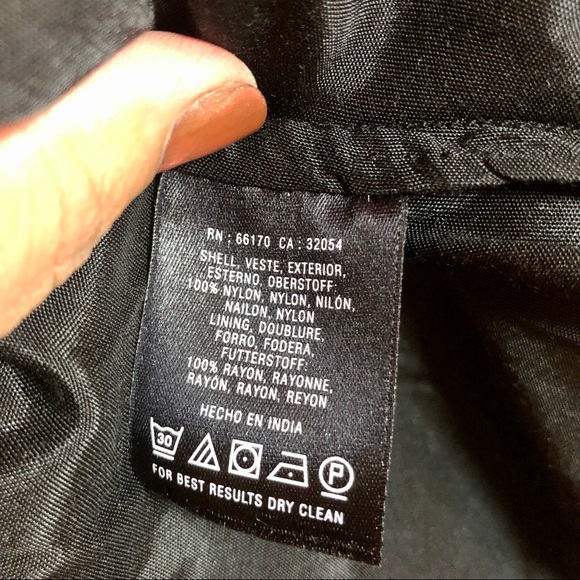 RN : 66170 CA : 32054
SHELL, VESTE, EXTERIOR,
ESTERNO, OBERSTOFF:
100% NYLON, NYLON, NILÓN,
NAILON, NYLON
LINING, DOUBLURE,
FORRO, FODERA,
FUTTERSTOFF:
100% RAYON, RAYONNE,
RAYÓN, RAYON, REYON
HECHO EN INDIA
30 P
FOR BEST RESULTS DRY CLEAN